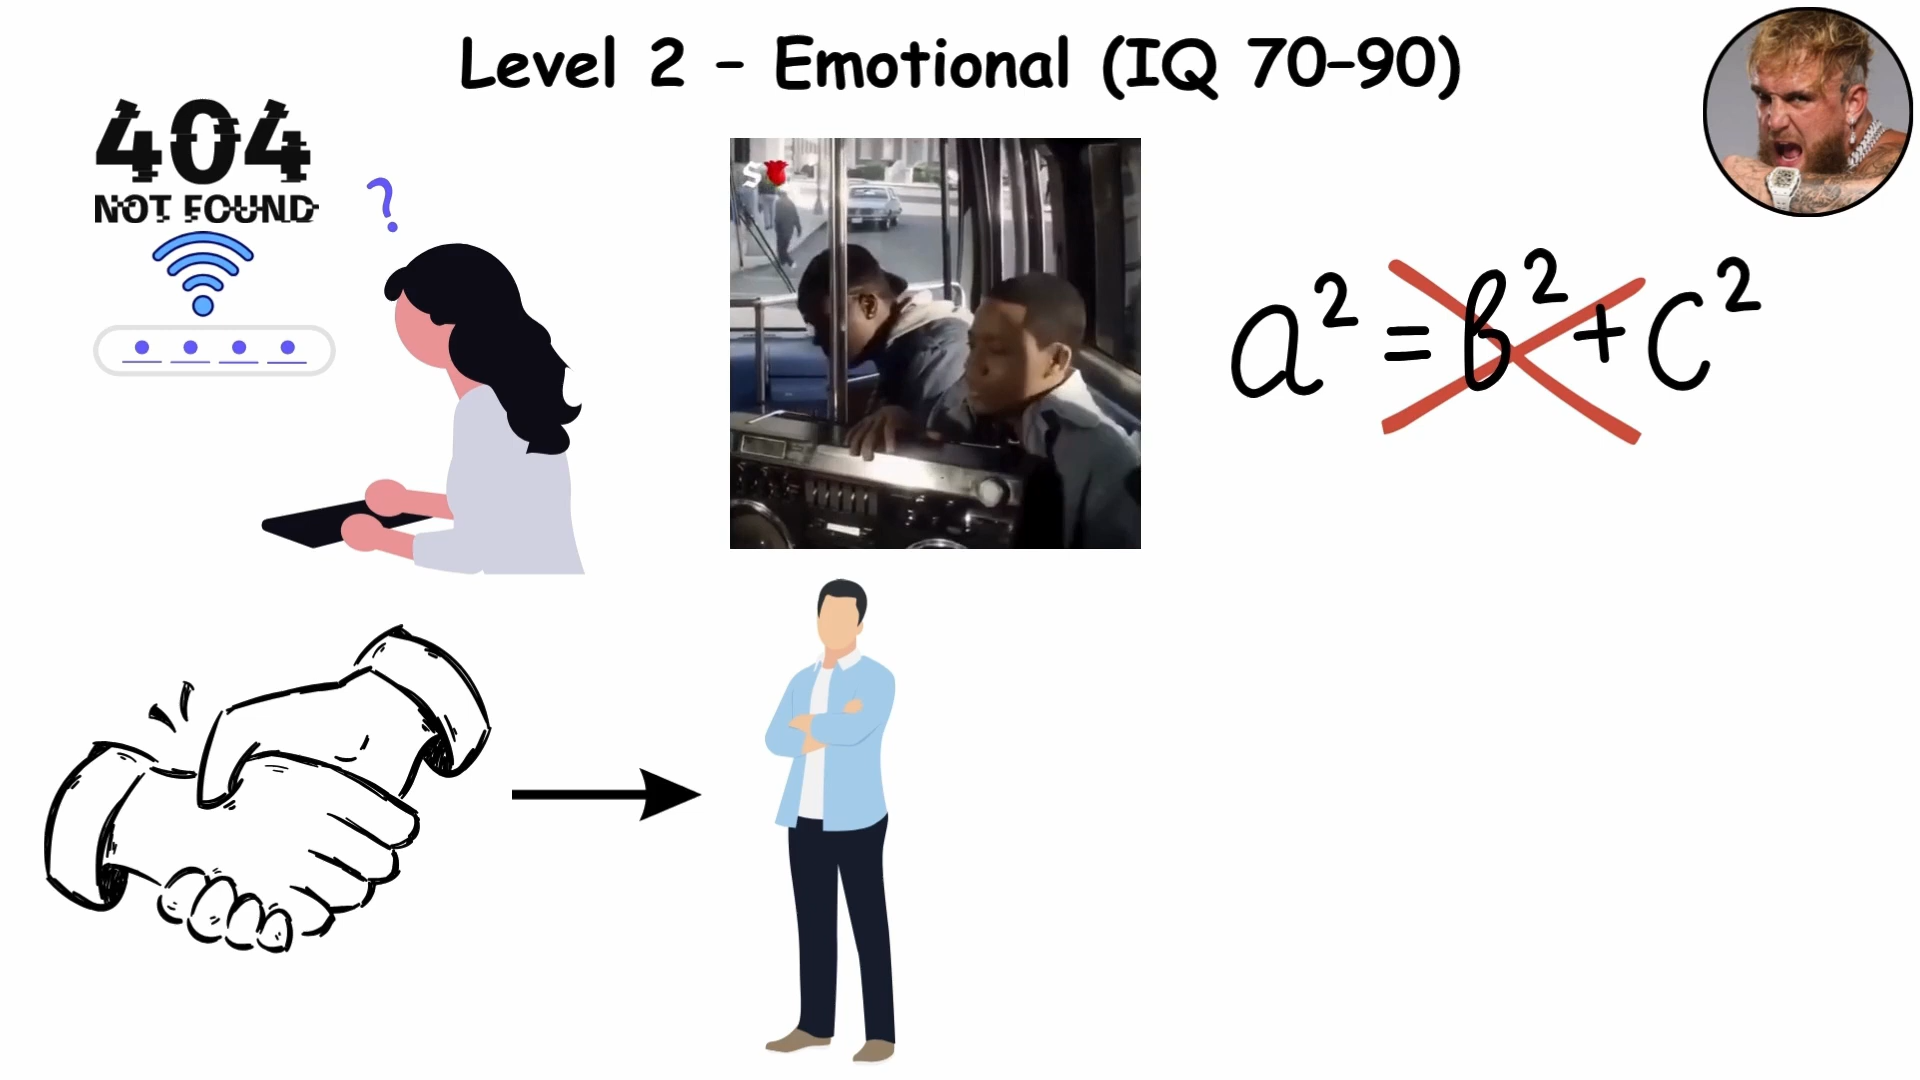 Level 2 – Emotional (IQ 70–90)
404
NOT FOUND
?
S
a² = b² + c²